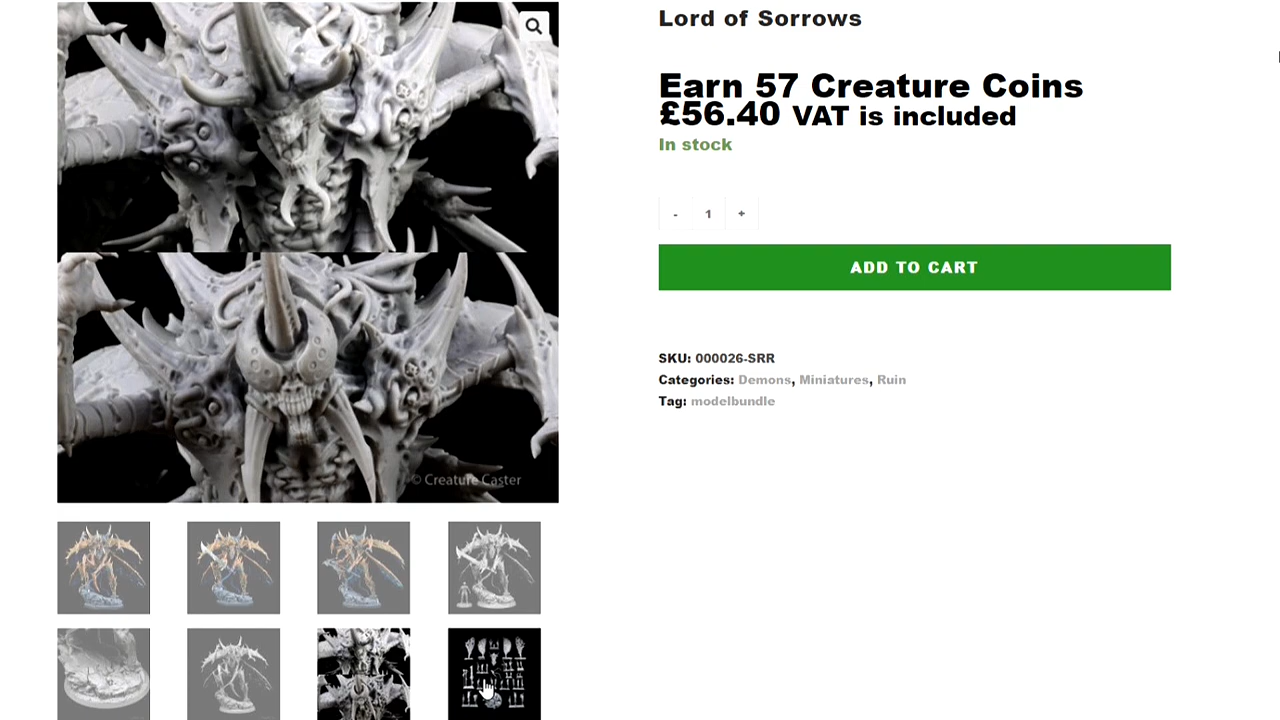 Lord of Sorrows
Earn 57 Creature Coins
£56.40 VAT is included
In stock
- 1 +
ADD TO CART
SKU: 000026-SRR
Categories: Demons, Miniatures, Ruin
Tag: modelbundle
© Creature Caster